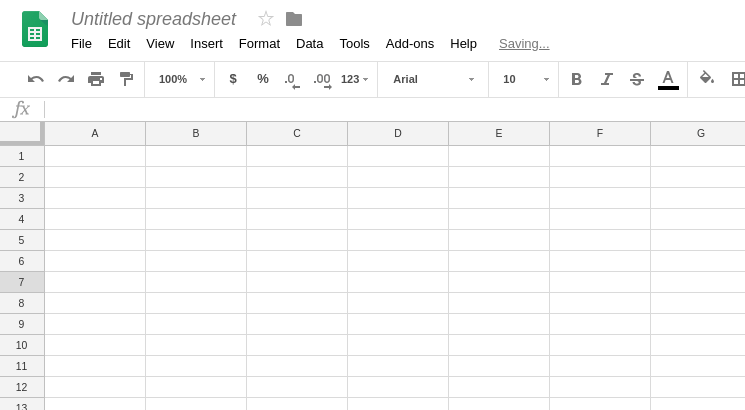 Untitled spreadsheet
File Edit View Insert Format Data Tools Add-ons Help Saving...
100% $ % .0 .00 123 Arial 10 B I S A
fx
A B C D E F G
1
2
3
4
5
6
7
8
9
10
11
12
13